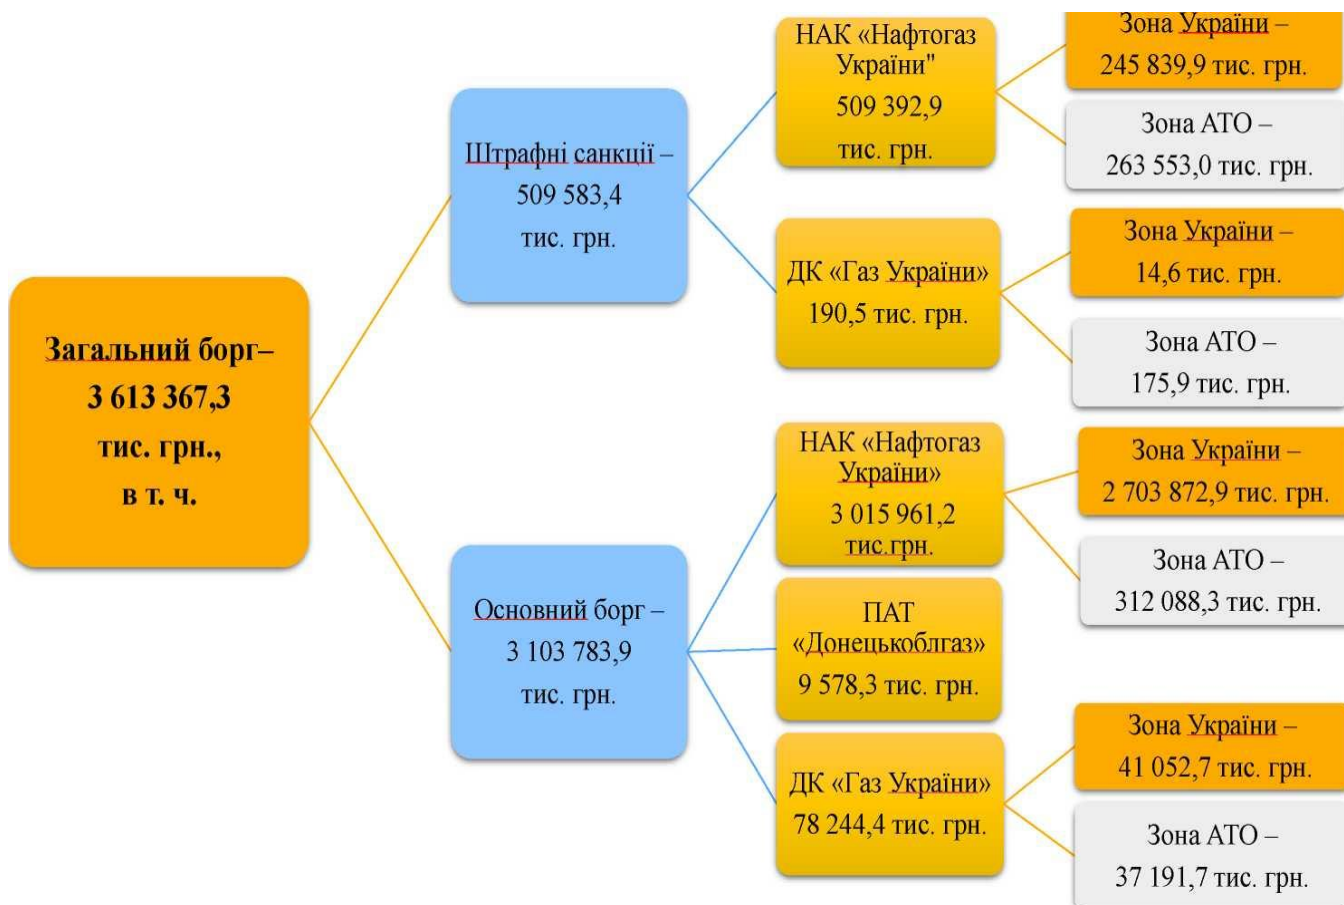 Загальний борг–
3 613 367,3
тис. грн.,
в т. ч.
Штрафні санкції –
509 583,4
тис. грн.
НАК «Нафтогаз
України"
509 392,9
тис. грн.
Зона України –
245 839,9 тис. грн.
Зона АТО –
263 553,0 тис. грн.
ДК «Газ України»
190,5 тис. грн.
Зона України –
14,6 тис. грн.
Зона АТО –
175,9 тис. грн.
Основний борг –
3 103 783,9
тис. грн.
НАК «Нафтогаз
України»
3 015 961,2
тис.грн.
Зона України –
2 703 872,9 тис. грн.
Зона АТО –
312 088,3 тис. грн.
ПАТ
«Донецькоблгаз»
9 578,3 тис. грн.
ДК «Газ України»
78 244,4 тис. грн.
Зона України –
41 052,7 тис. грн.
Зона АТО –
37 191,7 тис. грн.